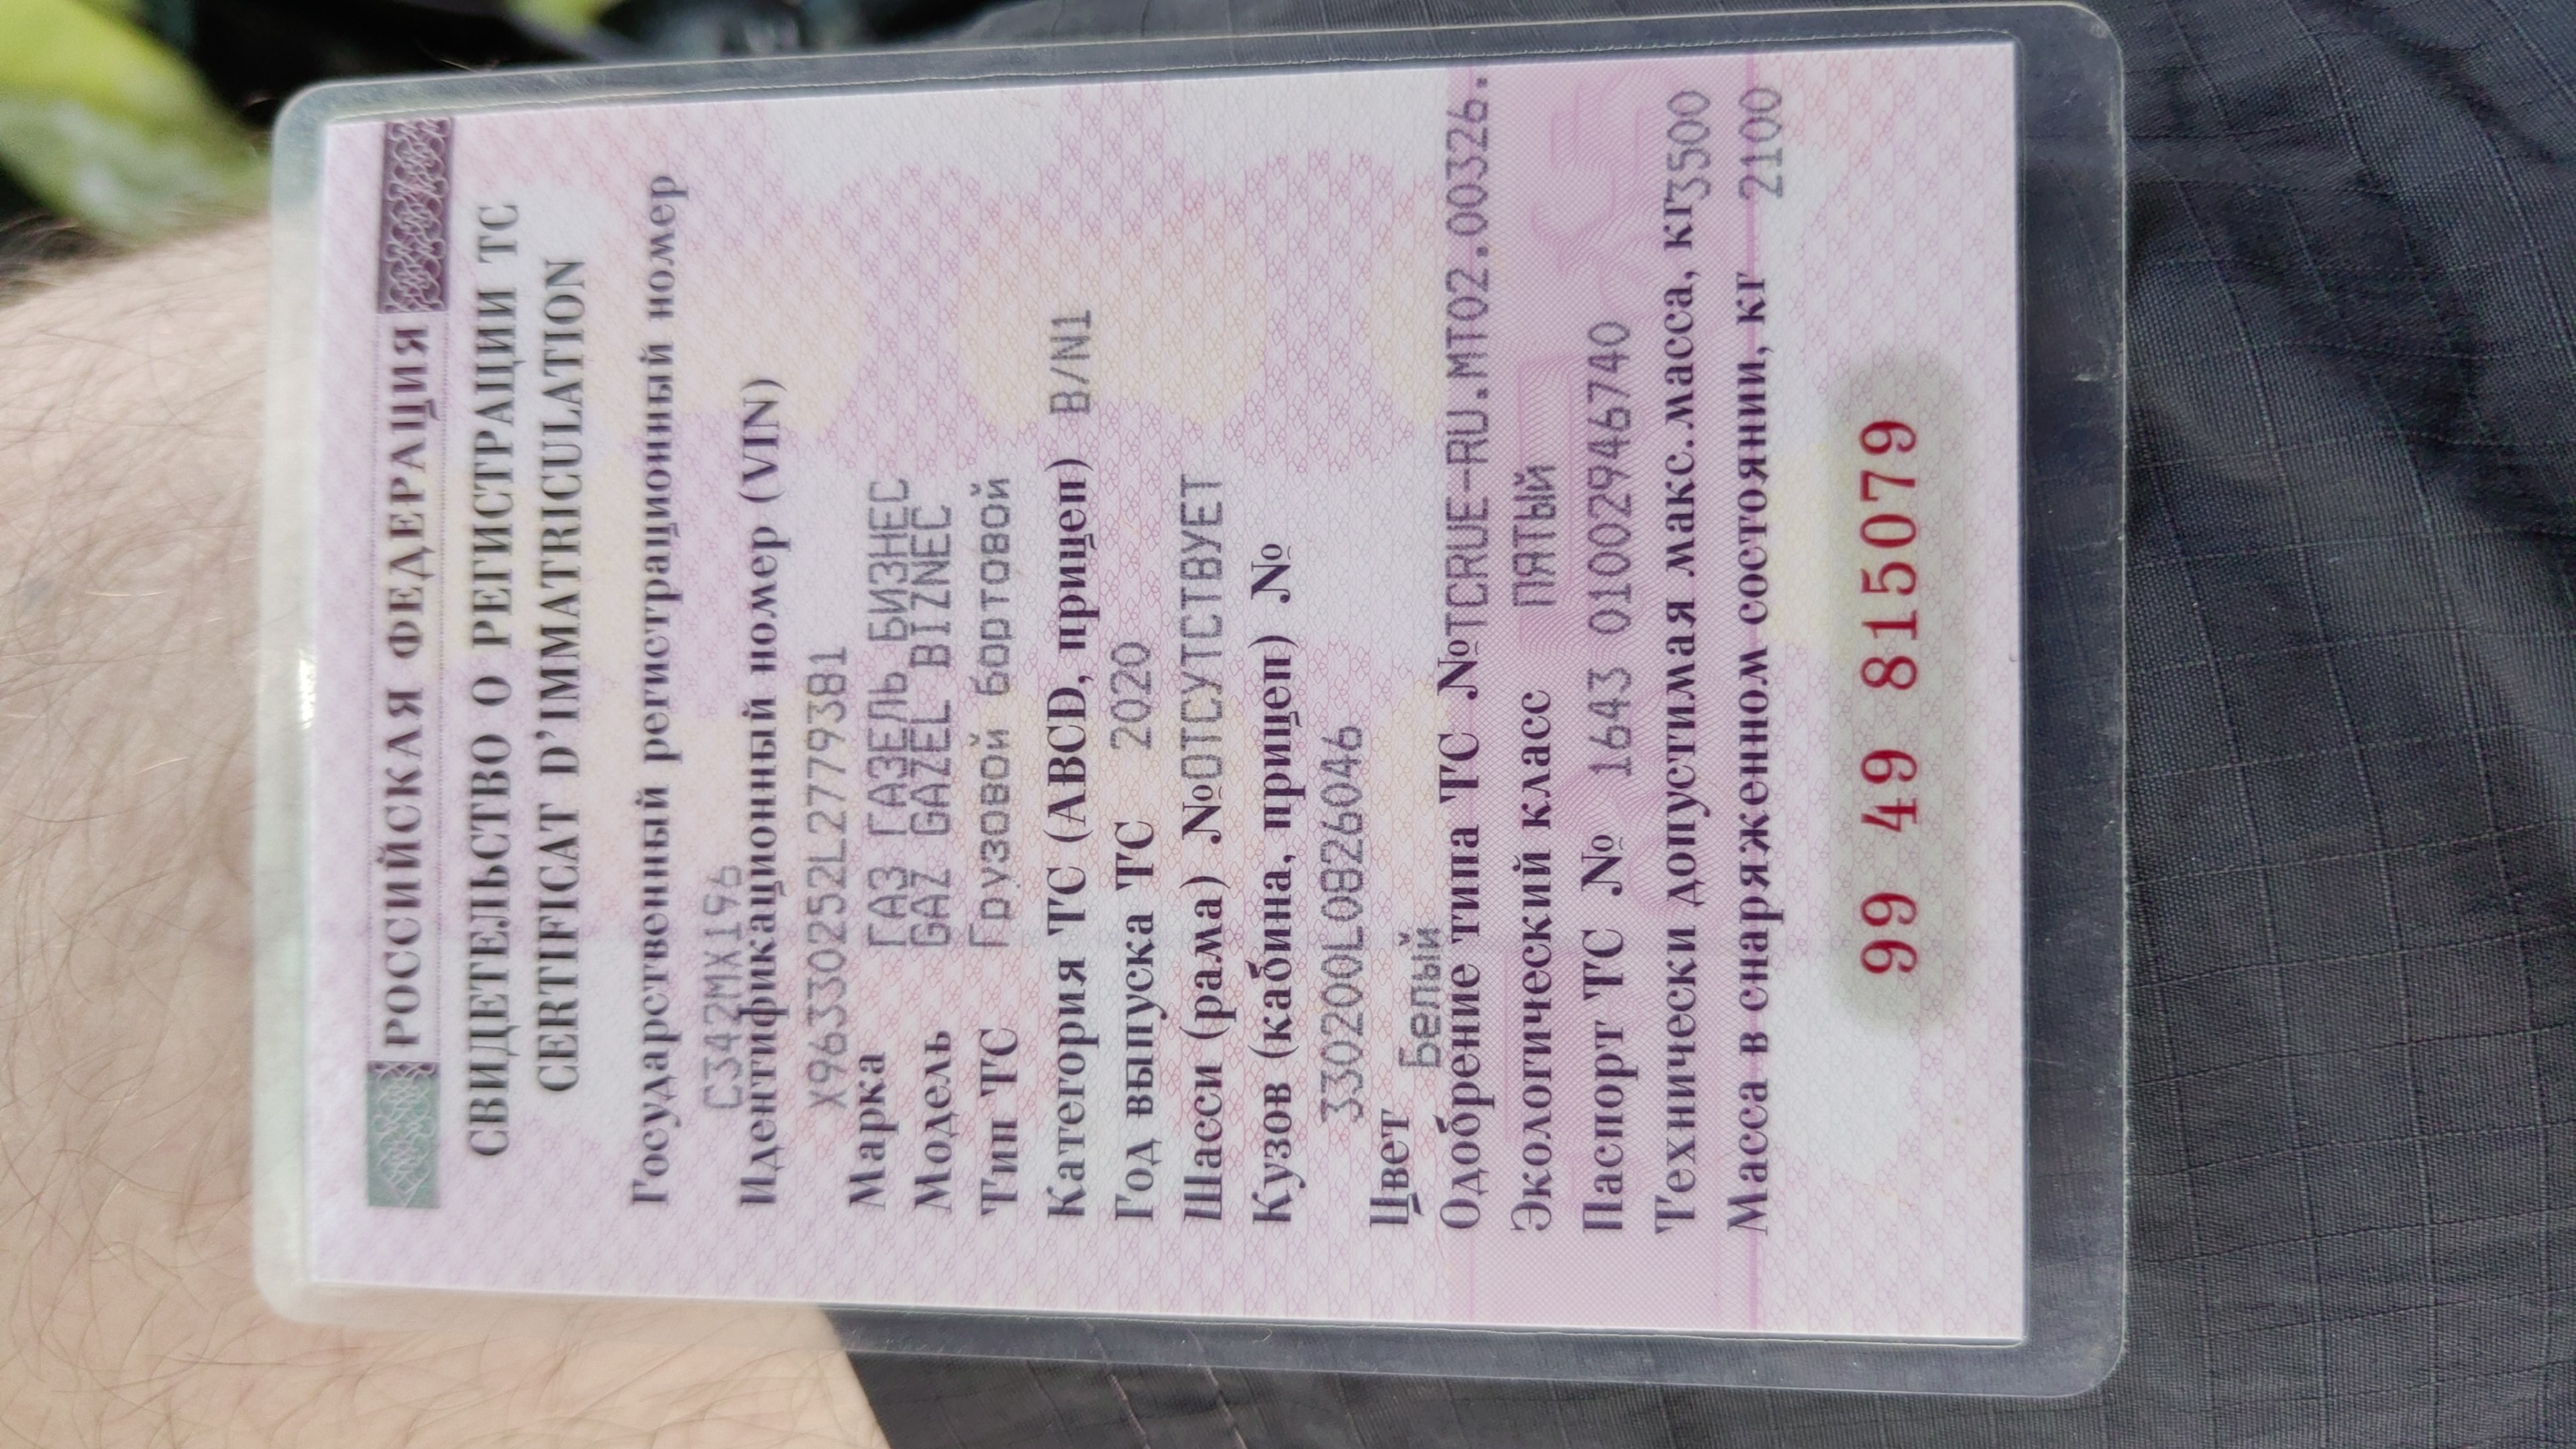 РОССИЙСКАЯ ФЕДЕРАЦИЯ
СВИДЕТЕЛЬСТВО О РЕГИСТРАЦИИ ТС
CERTIFICAT D'IMMATRICULATION
Государственный регистрационный номер
С342МХ196
Идентификационный номер (VIN)
X96330252L2779381
Марка ГАЗ ГАЗЕЛЬ БИЗНЕС
Модель GAZ GAZEL BIZNEC
Тип ТС Грузовой бортовой
Категория ТС (ABCD, прицеп) B/N1
Год выпуска ТС 2020
Шасси (рама) №ОТСУТСТВУЕТ
Кузов (кабина, прицеп) №
330200L0826046
Цвет Белый
Одобрение типа ТС №TCRUE-RU.MT02.00326.
Экологический класс ПЯТЫЙ
Паспорт ТС № 1643 01002946740
Технически допустимая макс.масса, кг3500
Масса в снаряженном состоянии, кг 2100
99 49 815079